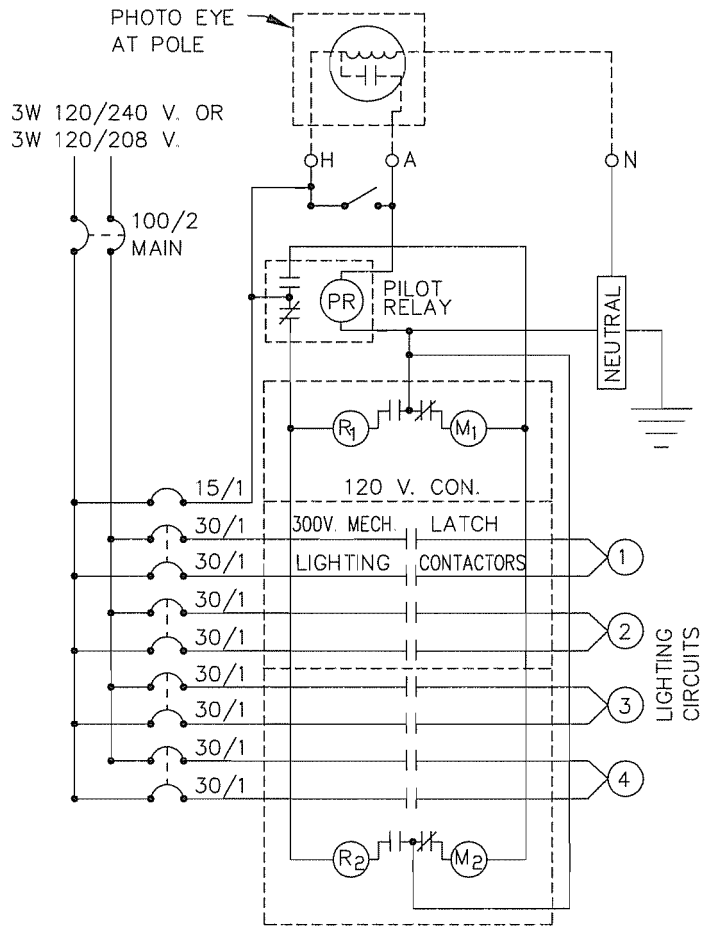 PHOTO EYE
AT POLE
3W 120/240 V. OR
3W 120/208 V.
H
A
N
100/2
MAIN
PR
PILOT
RELAY
NEUTRAL
R1
M1
120 V. CON.
15/1
30/1
300V. MECH. LATCH
30/1
LIGHTING CONTACTORS
1
30/1
30/1
2
30/1
30/1
3
LIGHTING
CIRCUITS
30/1
30/1
4
R2
M2